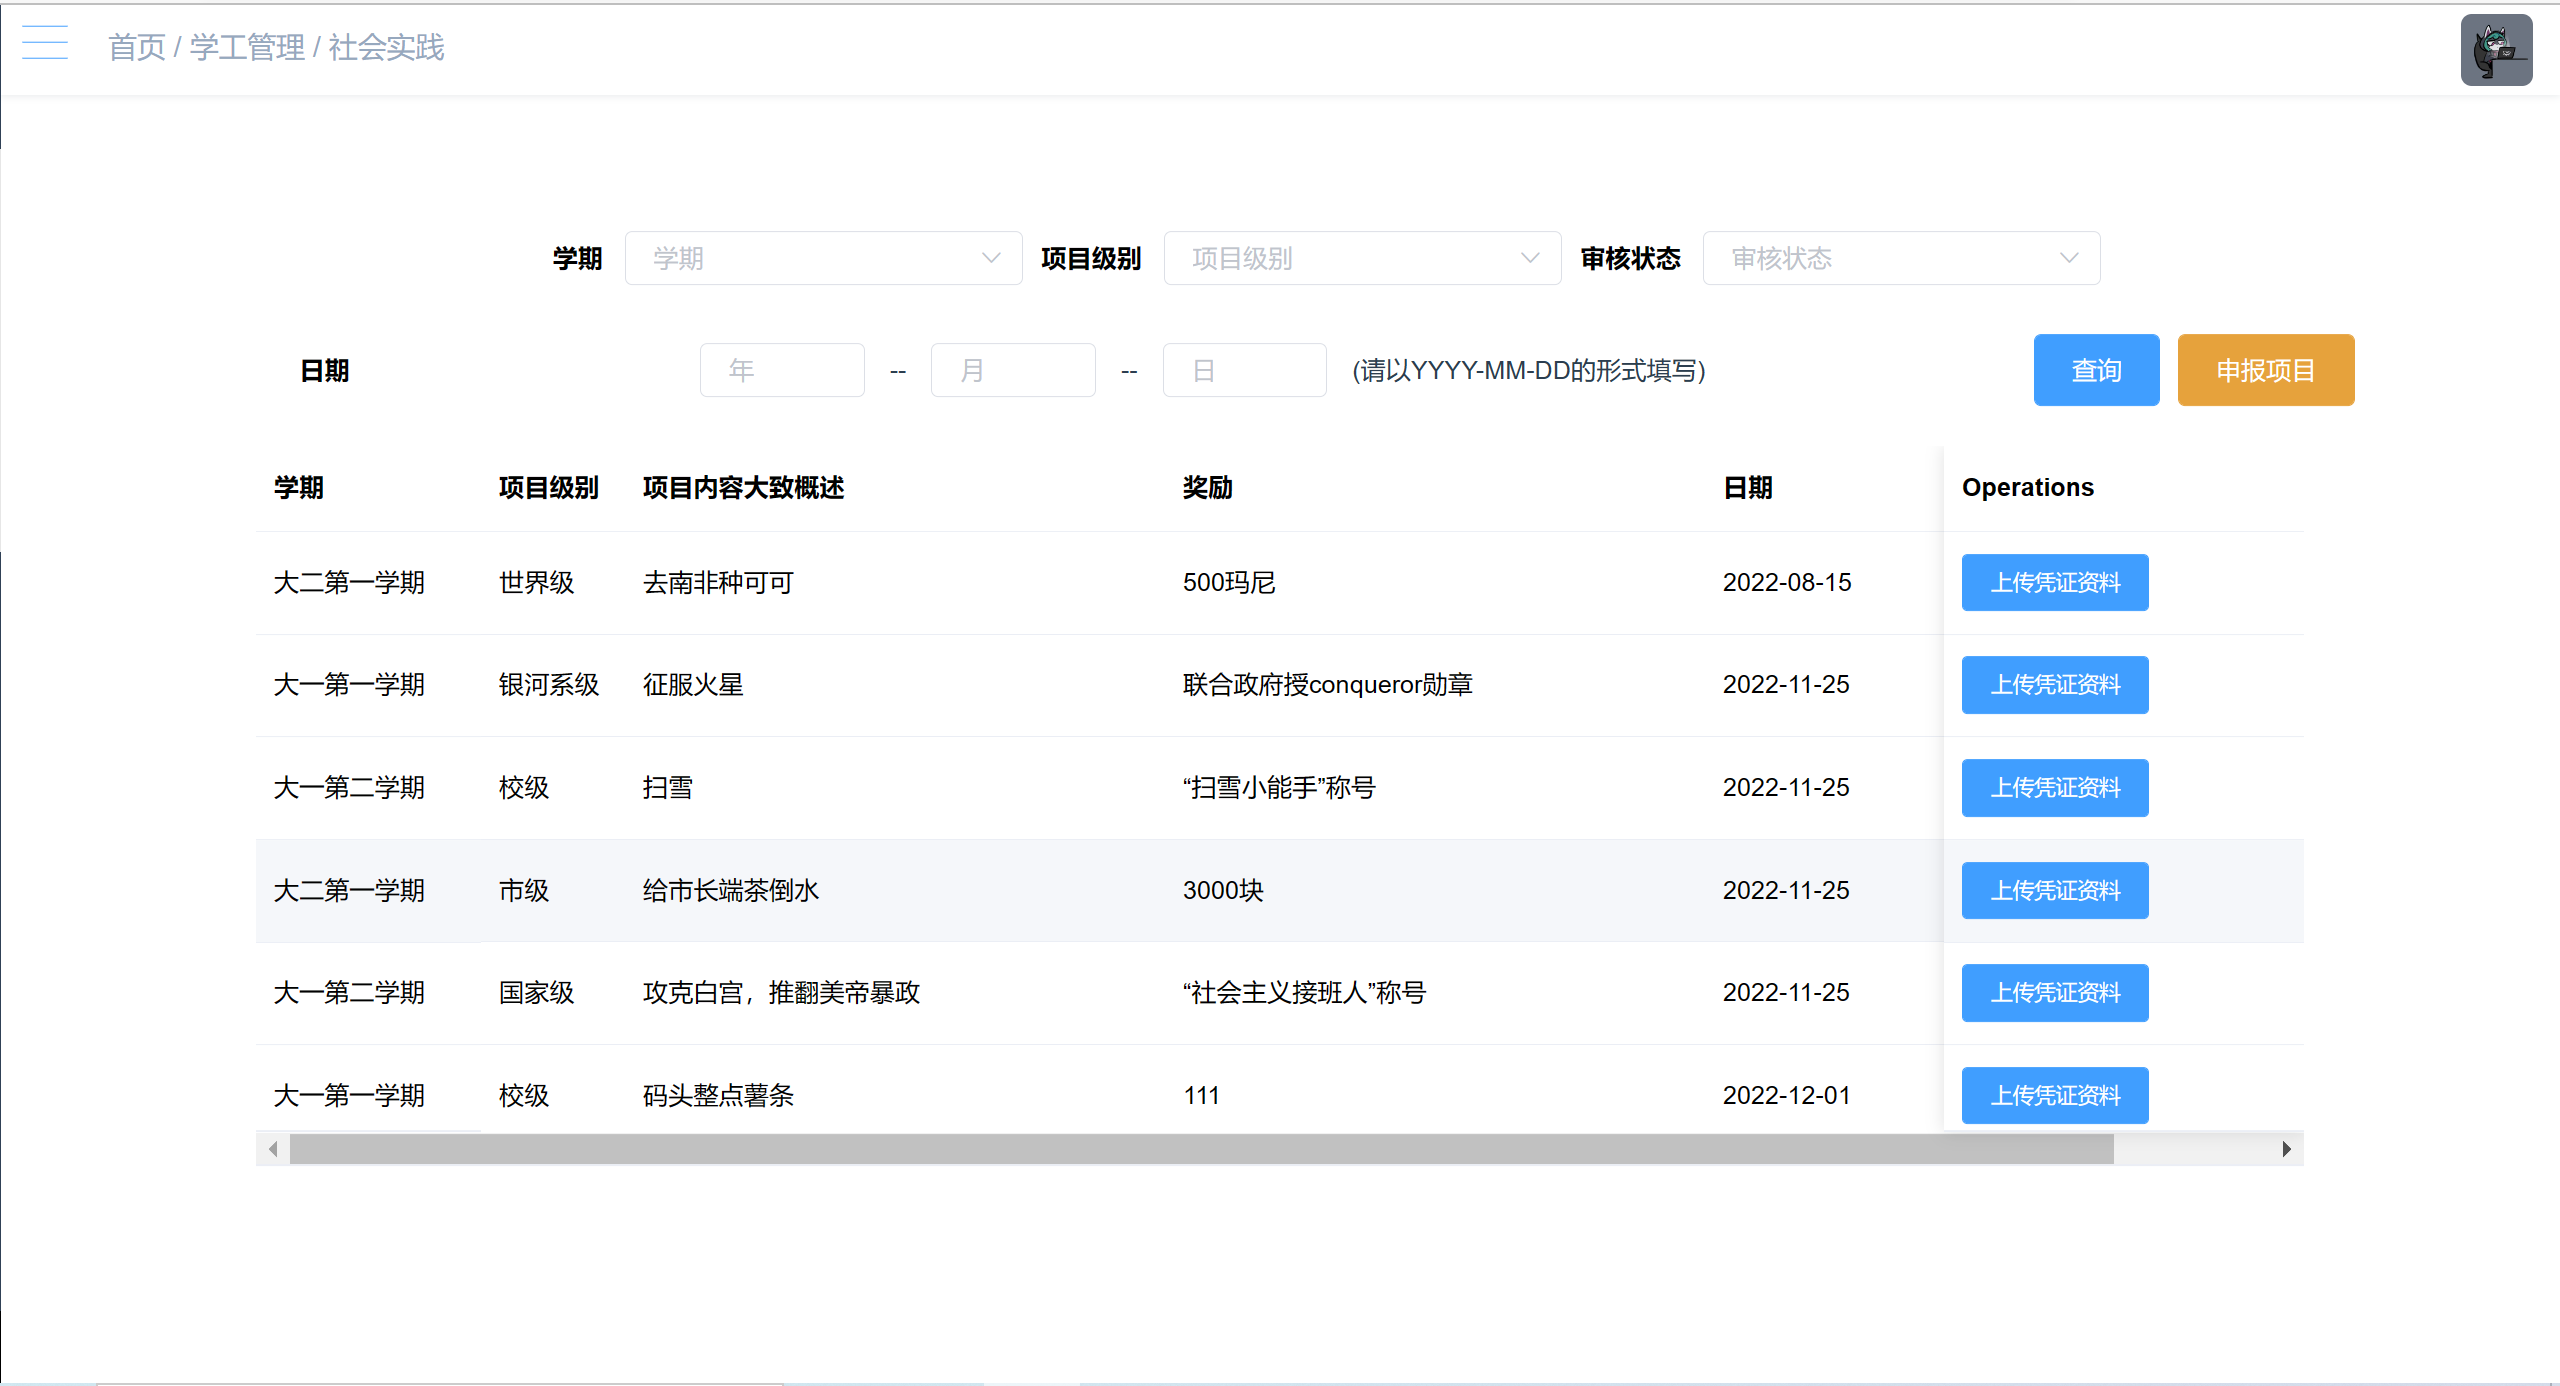 首页 / 学工管理 / 社会实践
学期 学期 项目级别 项目级别 审核状态 审核状态
日期 年 -- 月 -- 日 (请以YYYY-MM-DD的形式填写) 查询 申报项目
学期 项目级别 项目内容大致概述 奖励 日期 Operations
大二第一学期 世界级 去南非种可可 500玛尼 2022-08-15 上传凭证资料
大一第一学期 银河系级 征服火星 联合政府授conqueror勋章 2022-11-25 上传凭证资料
大一第二学期 校级 扫雪 “扫雪小能手”称号 2022-11-25 上传凭证资料
大二第一学期 市级 给市长端茶倒水 3000块 2022-11-25 上传凭证资料
大一第二学期 国家级 攻克白宫，推翻美帝暴政 “社会主义接班人”称号 2022-11-25 上传凭证资料
大一第一学期 校级 码头整点薯条 111 2022-12-01 上传凭证资料